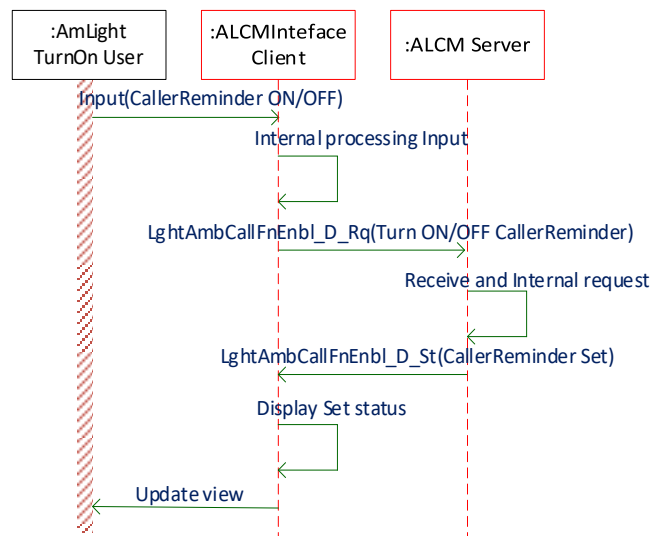 :AmLight
TurnOn User
:ALCMInteface
Client
:ALCM Server
Input(CallerReminder ON/OFF)
Internal processing Input
LghtAmbCallFnEnbl_D_Rq(Turn ON/OFF CallerReminder)
Receive and Internal request
LghtAmbCallFnEnbl_D_St(CallerReminder Set)
Display Set status
Update view